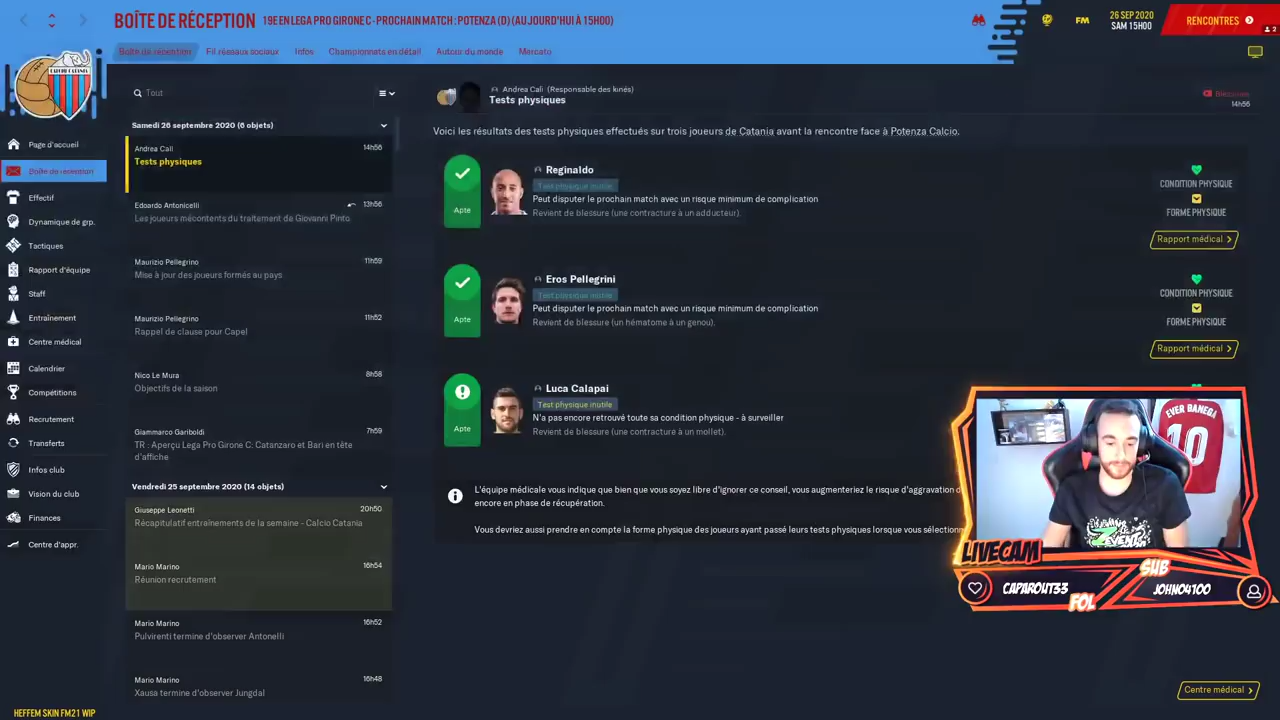 BOÎTE DE RÉCEPTION
19E EN LEGA PRO GIRONE C - PROCHAIN MATCH : POTENZA (D) (AUJOURD'HUI À 15H00)
FM
26 SEP 2020
SAM 15H00
RENCONTRES
2
Boîte de réception
Fil réseaux sociaux
Infos
Championnats en détail
Autour du monde
Mercato
Page d'accueil
Boîte de réception
Effectif
Dynamique de grp.
Tactiques
Rapport d'équipe
Staff
Entraînement
Centre médical
Calendrier
Compétitions
Recrutement
Transferts
Infos club
Vision du club
Finances
Centre d'appr.
HEFFEM SKIN FM21 WIP
Tout
Samedi 26 septembre 2020 (6 objets)
Andrea Calì 14h56
Tests physiques
Edoardo Antonicelli 13h56
Les joueurs mécontents du traitement de Giovanni Pinto
Maurizio Pellegrino 11h59
Mise à jour des joueurs formés au pays
Maurizio Pellegrino 11h52
Rappel de clause pour Capel
Nico Le Mura 8h58
Objectifs de la saison
Giammarco Gariboldi 7h59
TR : Aperçu Lega Pro Girone C: Catanzaro et Bari en tête
d'affiche
Vendredi 25 septembre 2020 (14 objets)
Giuseppe Leonetti 20h50
Récapitulatif entraînements de la semaine - Calcio Catania
Mario Marino 16h54
Réunion recrutement
Mario Marino 16h52
Pulvirenti termine d'observer Antonelli
Mario Marino 16h48
Xausa termine d'observer Jungdal
Andrea Calì (Responsable des kinés)
Tests physiques
Blessures
14h56
Voici les résultats des tests physiques effectués sur trois joueurs de Catania avant la rencontre face à Potenza Calcio.
Apte
Reginaldo
Test physique inutile
Peut disputer le prochain match avec un risque minimum de complication
Revient de blessure (une contracture à un adducteur).
CONDITION PHYSIQUE
FORME PHYSIQUE
Rapport médical
Apte
Eros Pellegrini
Test physique inutile
Peut disputer le prochain match avec un risque minimum de complication
Revient de blessure (un hématome à un genou).
CONDITION PHYSIQUE
FORME PHYSIQUE
Rapport médical
Apte
Luca Calapai
Test physique inutile
N'a pas encore retrouvé toute sa condition physique - à surveiller
Revient de blessure (une contracture à un mollet).
L'équipe médicale vous indique que bien que vous soyez libre d'ignorer ce conseil, vous augmenteriez le risque d'aggravation
encore en phase de récupération.
Vous devriez aussi prendre en compte la forme physique des joueurs ayant passé leurs tests physiques lorsque vous
EVER BANEGA
10
ZEVENT
LIVECAM
CAPAROUT33
FOL
SUB
JOHNO4100
Centre médical